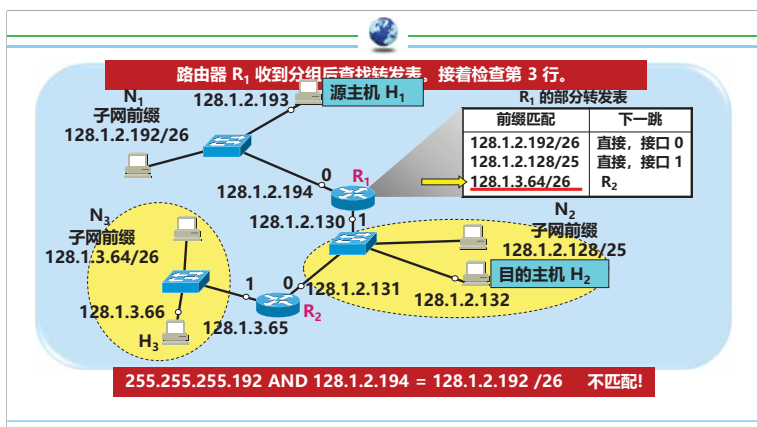 路由器 R1 收到分组后查找转发表。接着检查第 3 行。
N1
子网前缀
128.1.2.192/26
128.1.2.193
源主机 H1
R1 的部分转发表
前缀匹配 下一跳
128.1.2.192/26 直接，接口 0
128.1.2.128/25 直接，接口 1
128.1.3.64/26 R2
0
R1
128.1.2.194
128.1.2.130
1
N2
子网前缀
128.1.2.128/25
目的主机 H2
128.1.2.132
N3
子网前缀
128.1.3.64/26
1
0
128.1.2.131
R2
128.1.3.66
128.1.3.65
H3
255.255.255.192 AND 128.1.2.194 = 128.1.2.192 /26 不匹配!